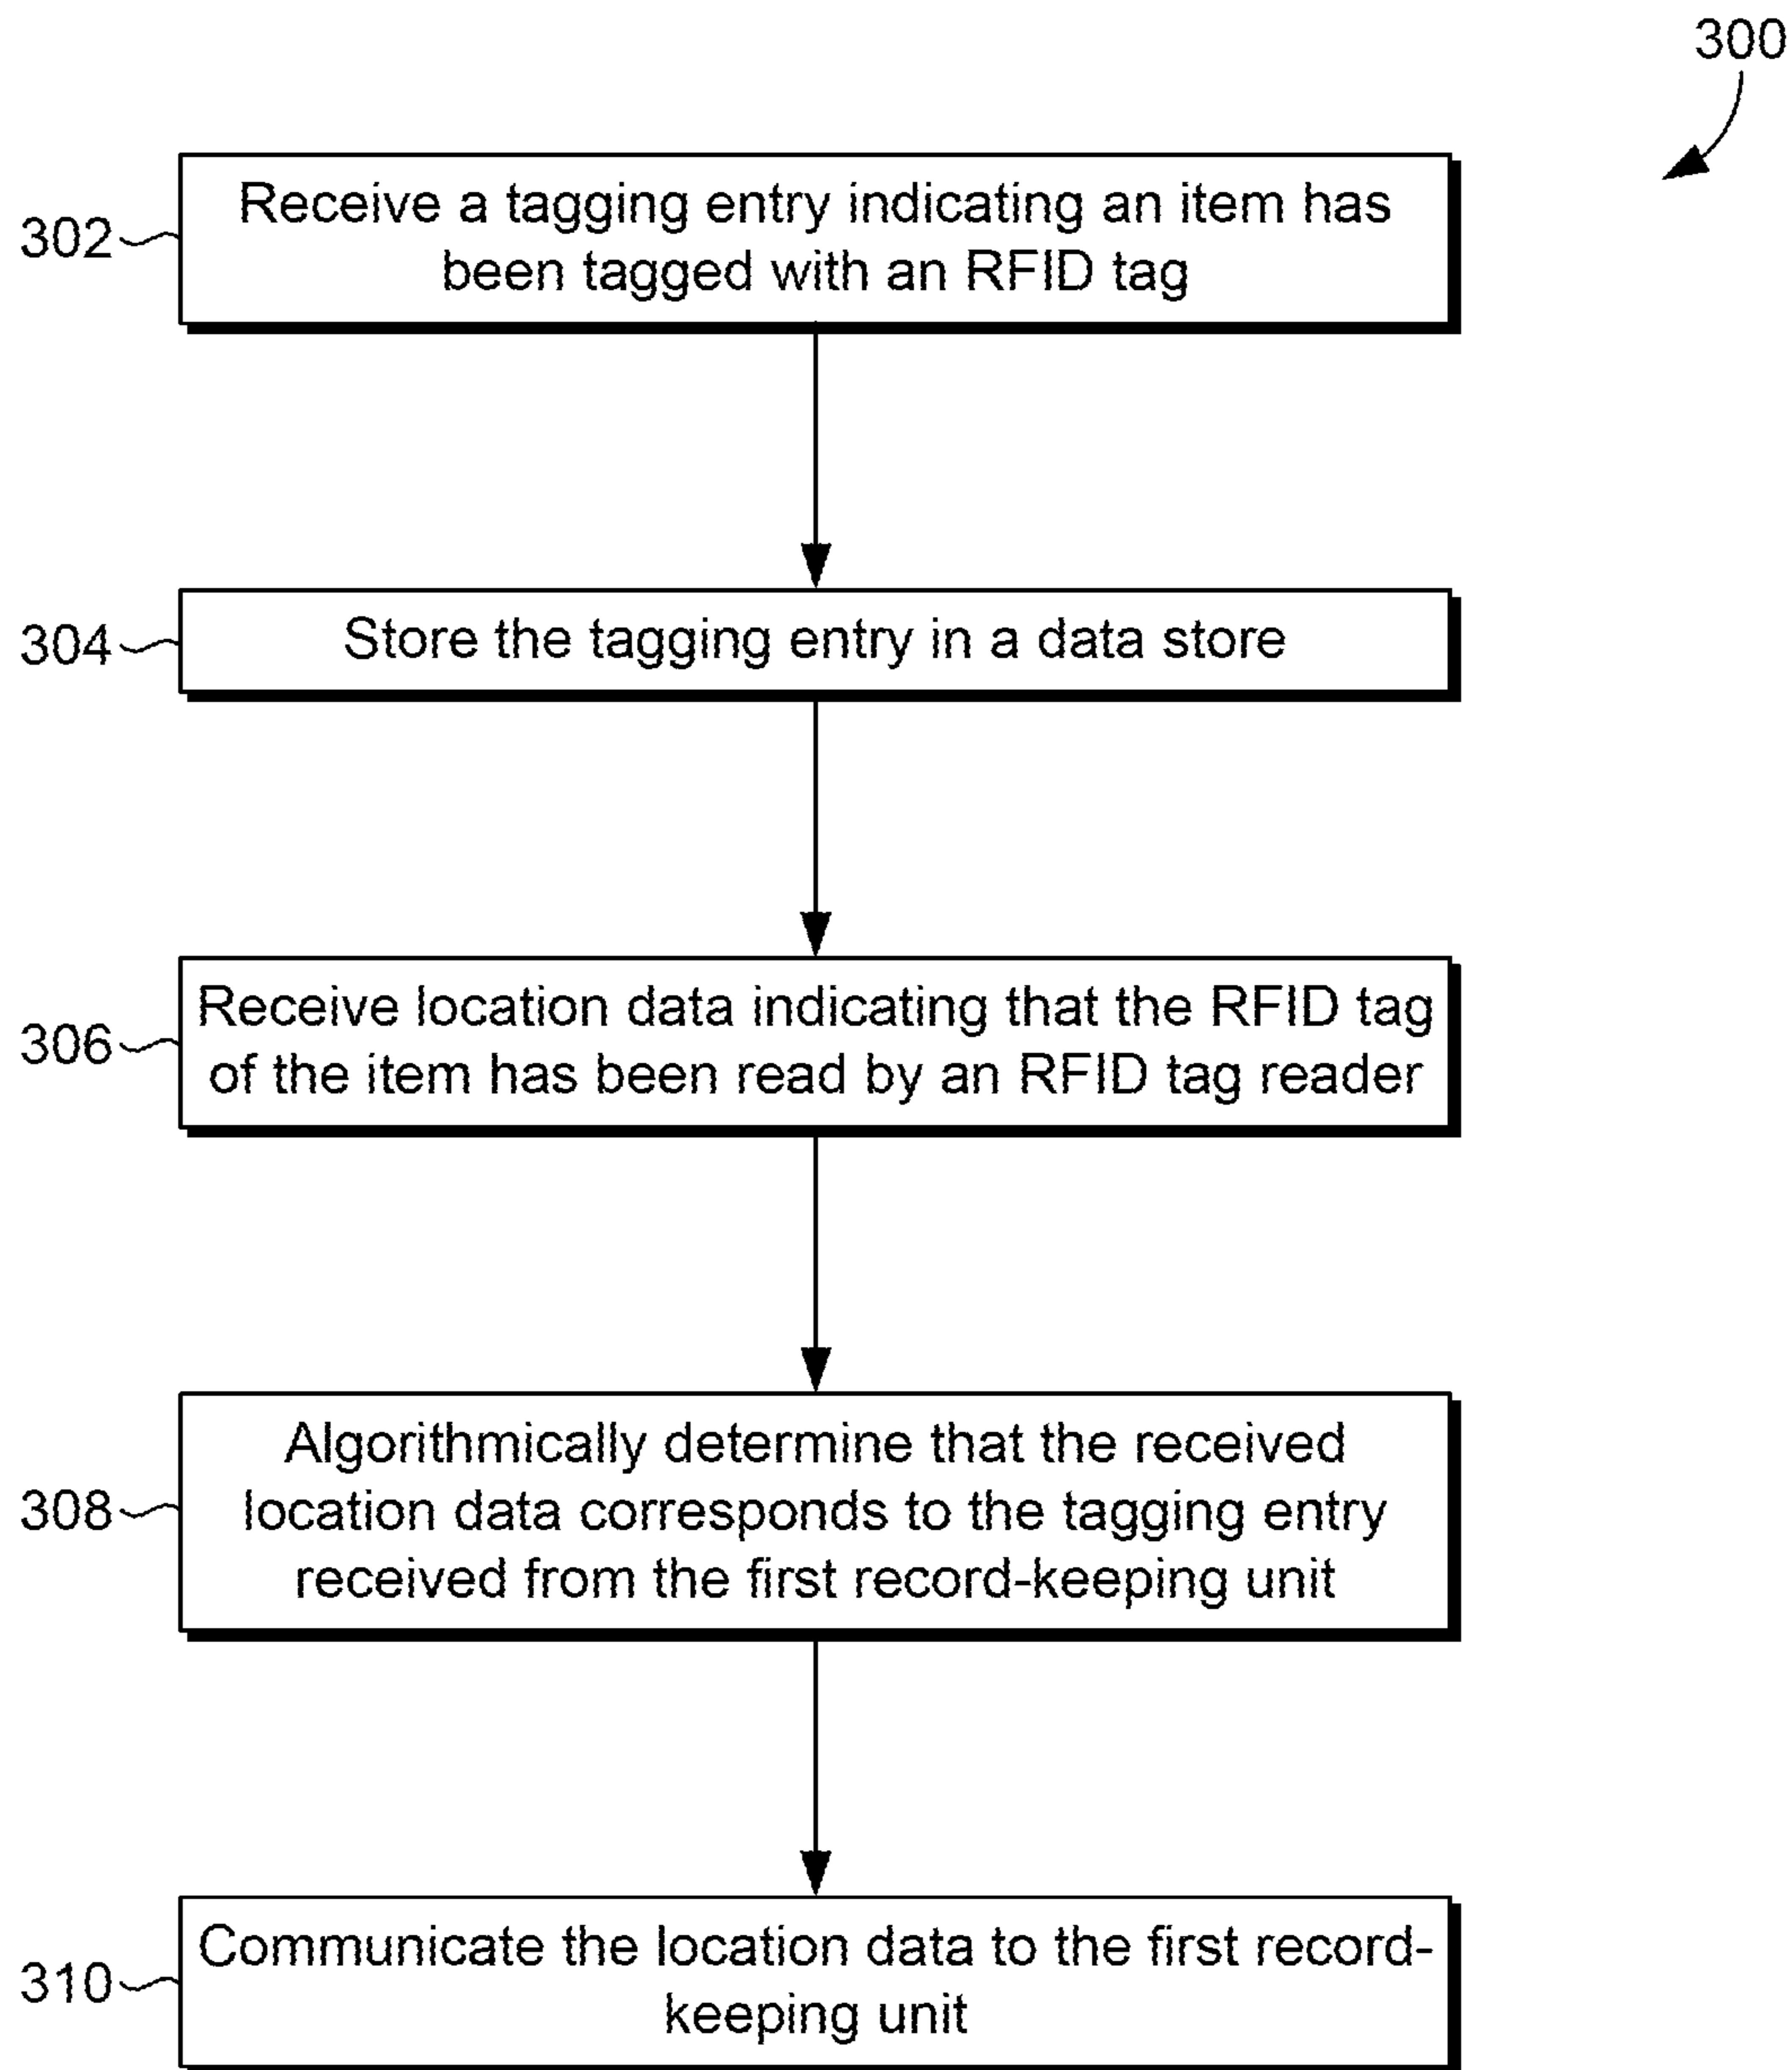 300
302
Receive a tagging entry indicating an item has
been tagged with an RFID tag
304
Store the tagging entry in a data store
306
Receive location data indicating that the RFID tag
of the item has been read by an RFID tag reader
308
Algorithmically determine that the received
location data corresponds to the tagging entry
received from the first record-keeping unit
310
Communicate the location data to the first record-
keeping unit